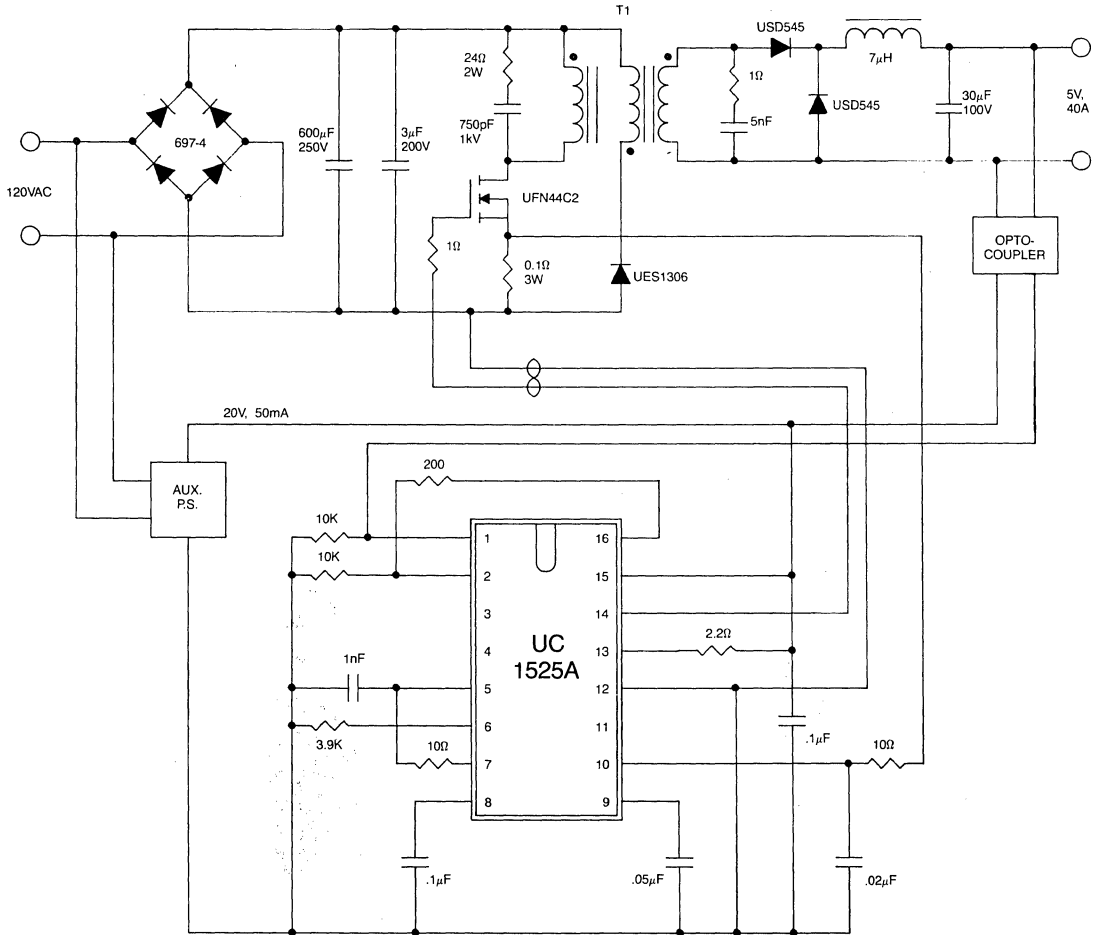 T1
USD545
24Ω
2W
7μH
1Ω
USD545
30μF
100V
5V,
40A
5nF
697-4
600μF
250V
3μF
200V
750pF
1kV
120VAC
UFN44C2
1Ω
0.1Ω
3W
UES1306
OPTO-
COUPLER
20V, 50mA
AUX.
P.S.
200
10K
10K
1
2
3
4
5
6
7
8
16
15
14
13
12
11
10
9
UC
1525A
2.2Ω
1nF
3.9K
10Ω
.1μF
10Ω
.1μF
.05μF
.02μF